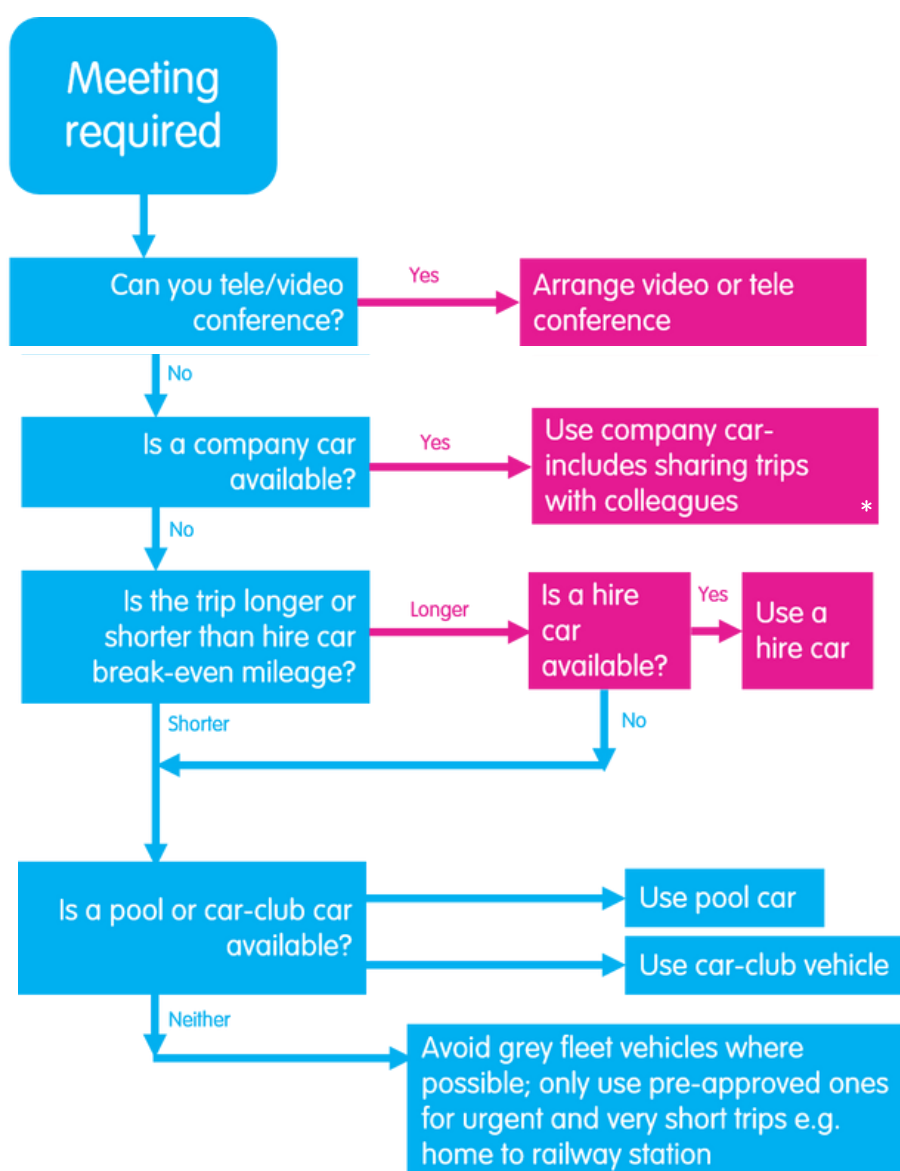 Meeting
required
Can you tele/video
conference?
Yes
Arrange video or tele
conference
No
Is a company car
available?
Yes
Use company car-
includes sharing trips
with colleagues
*
No
Is the trip longer or
shorter than hire car
break-even mileage?
Longer
Is a hire
car
available?
Yes
Use a
hire car
Shorter
No
Is a pool or car-club car
available?
Use pool car
Use car-club vehicle
Neither
Avoid grey fleet vehicles where
possible; only use pre-approved ones
for urgent and very short trips e.g.
home to railway station